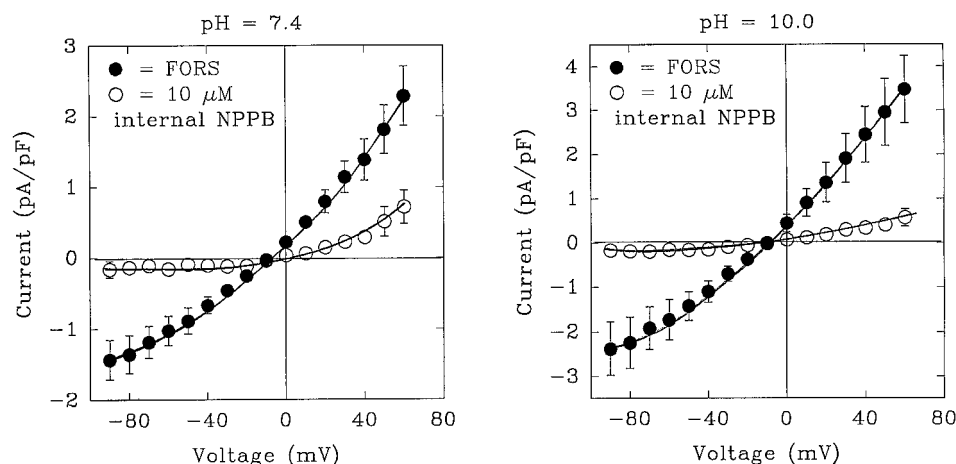 pH = 7.4
3
2
1
0
−1
−2
Current (pA/pF)
● = FORS
○ = 10 μM
internal NPPB
−80
−40
0
40
80
Voltage (mV)
pH = 10.0
4
3
2
1
0
−1
−2
−3
Current (pA/pF)
● = FORS
○ = 10 μM
internal NPPB
−80
−40
0
40
80
Voltage (mV)